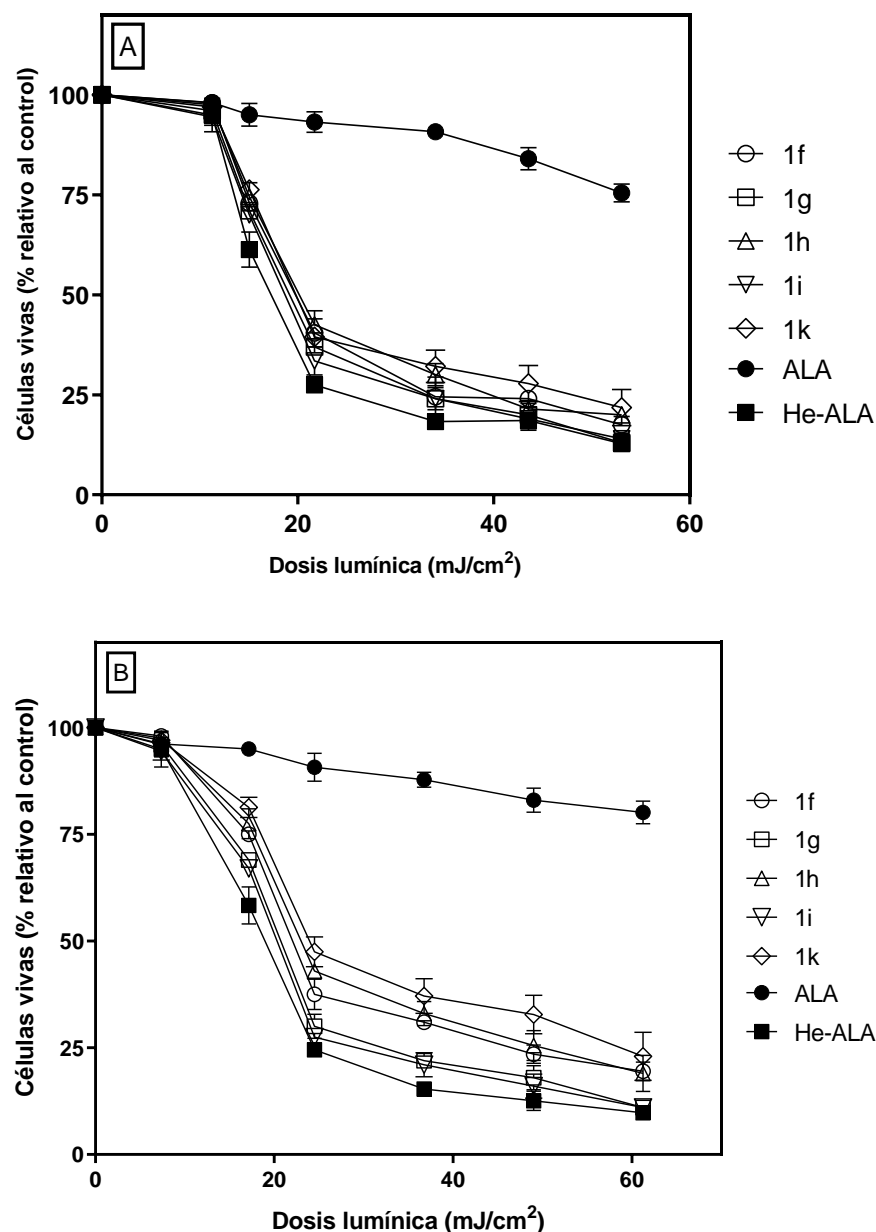 A
100
75
50
25
0
Células vivas (% relativo al control)
0 20 40 60
Dosis lumínica (mJ/cm²)
1f
1g
1h
1i
1k
ALA
He-ALA
B
100
75
50
25
0
Células vivas (% relativo al control)
0 20 40 60
Dosis lumínica (mJ/cm²)
1f
1g
1h
1i
1k
ALA
He-ALA